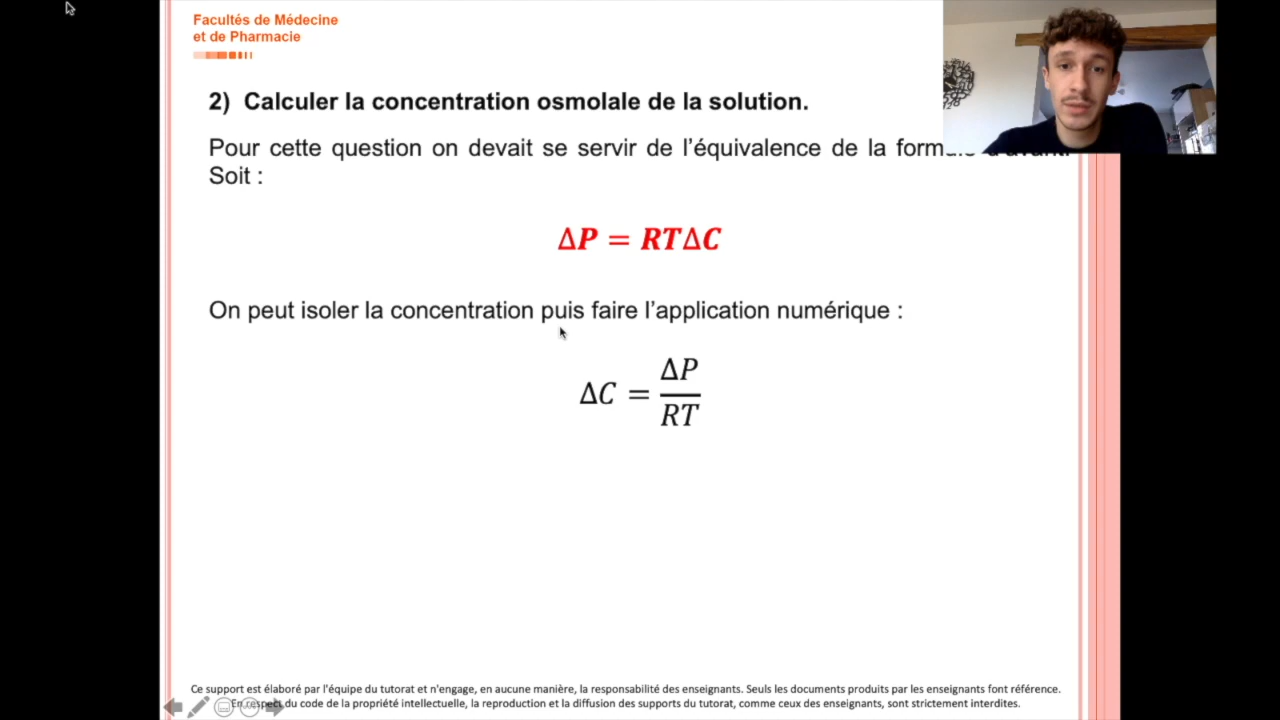 Facultés de Médecine
et de Pharmacie
2) Calculer la concentration osmolale de la solution.
Pour cette question on devait se servir de l'équivalence de la formule d'avant.
Soit :
ΔP = RTΔC
On peut isoler la concentration puis faire l'application numérique :
ΔC = ΔP / RT
Ce support est élaboré par l'équipe du tutorat et n'engage, en aucune manière, la responsabilité des enseignants. Seuls les documents produits par les enseignants font référence.
En respect du code de la propriété intellectuelle, la reproduction et la diffusion des supports du tutorat, comme ceux des enseignants, sont strictement interdites.